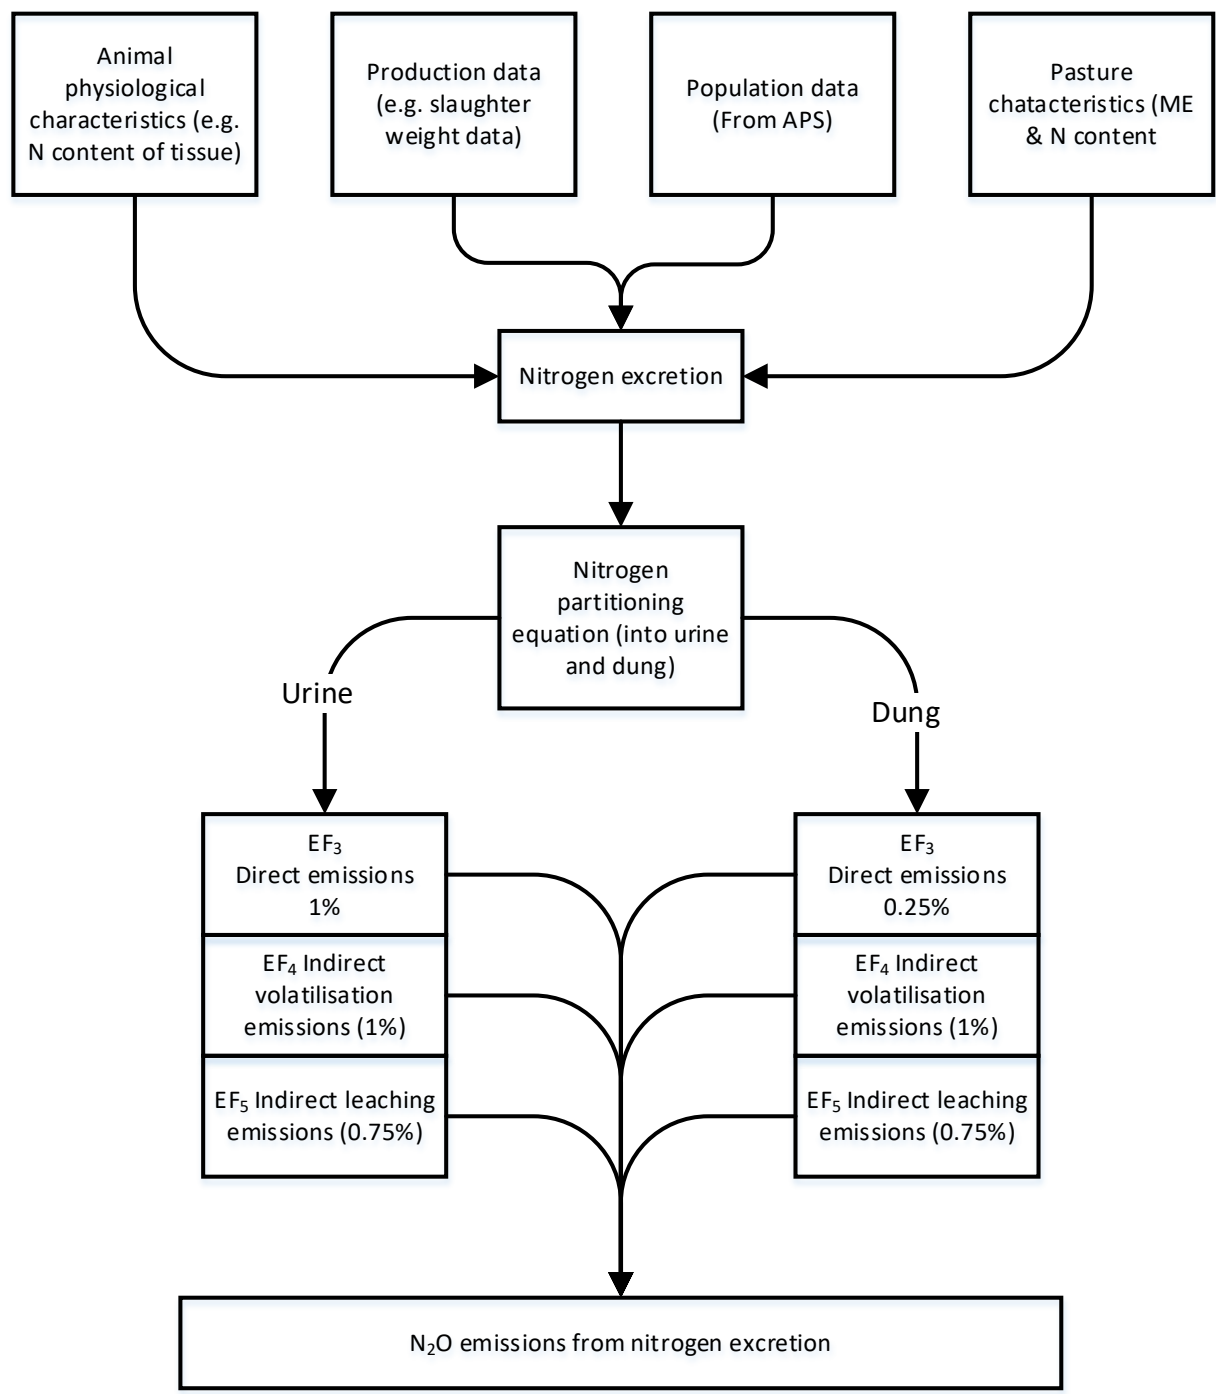 Animal
physiological
characteristics (e.g.
N content of tissue)
Production data
(e.g. slaughter
weight data)
Population data
(From APS)
Pasture
chatacteristics (ME
& N content
Nitrogen excretion
Nitrogen
partitioning
equation (into urine
and dung)
Urine
Dung
EF₃
Direct emissions
1%
EF₄ Indirect
volatilisation
emissions (1%)
EF₅ Indirect leaching
emissions (0.75%)
EF₃
Direct emissions
0.25%
EF₄ Indirect
volatilisation
emissions (1%)
EF₅ Indirect leaching
emissions (0.75%)
N₂O emissions from nitrogen excretion